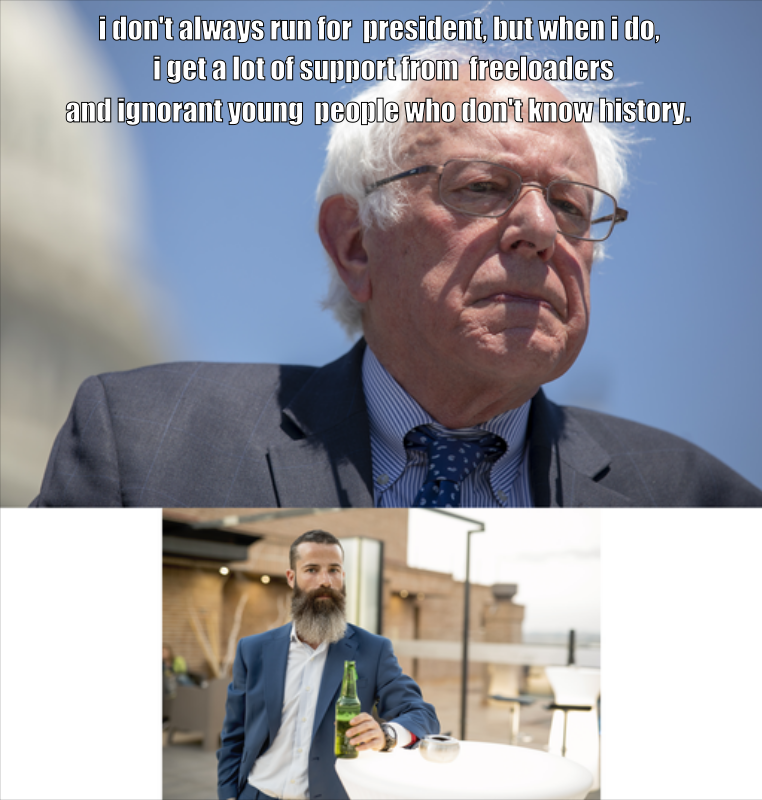 i don't always run for president, but when i do,
i get a lot of support from freeloaders
and ignorant young people who don't know history.